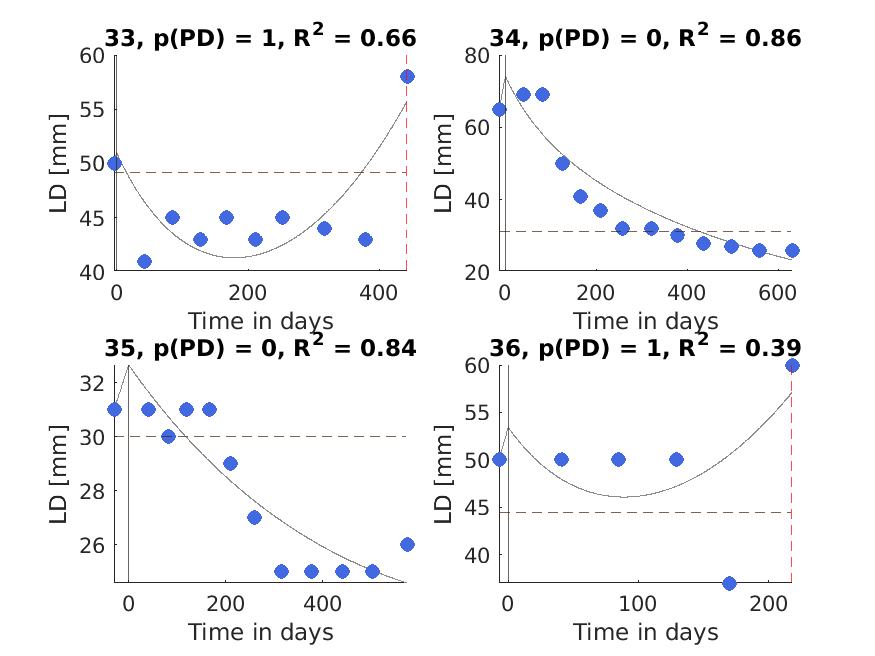 33, p(PD) = 1, R² = 0.66
60
55
50
45
40
LD [mm]
0
200
400
Time in days
34, p(PD) = 0, R² = 0.86
80
60
40
20
LD [mm]
0
200
400
600
Time in days
35, p(PD) = 0, R² = 0.84
32
30
28
26
LD [mm]
0
200
400
Time in days
36, p(PD) = 1, R² = 0.39
60
55
50
45
40
LD [mm]
0
100
200
Time in days